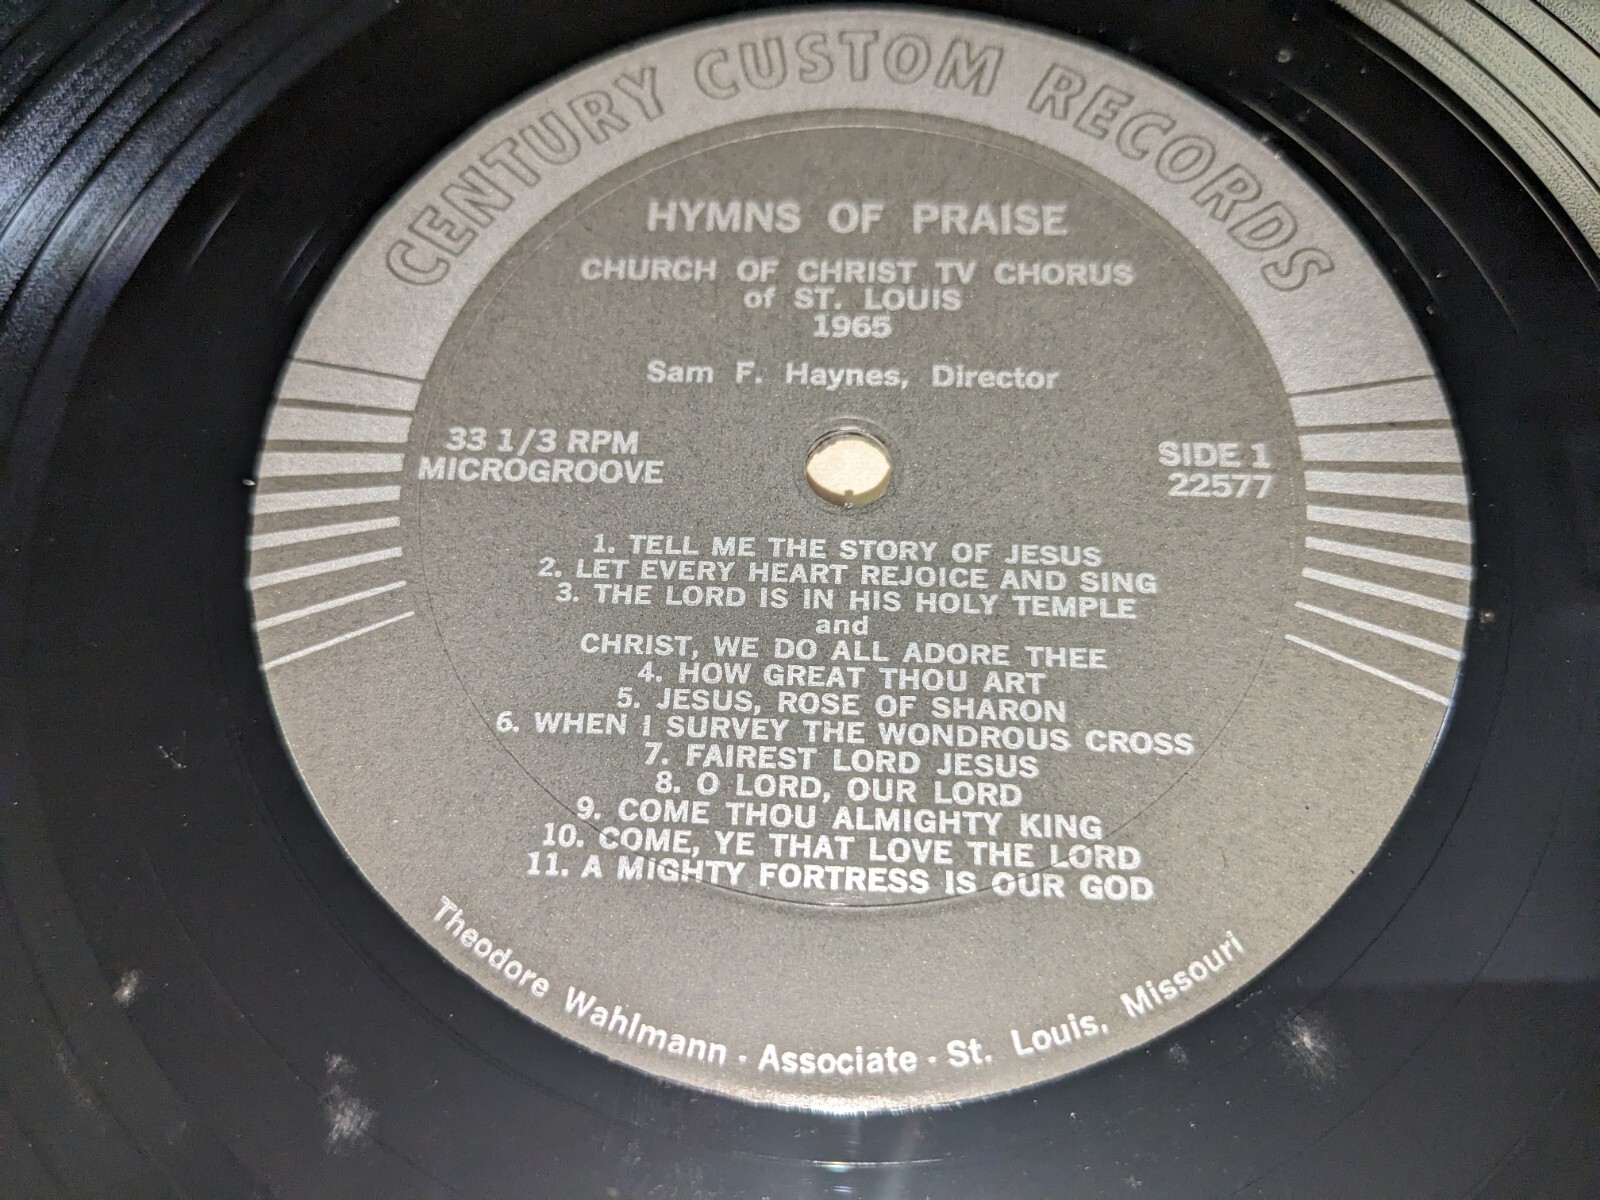 CENTURY CUSTOM RECORDS
HYMNS OF PRAISE
CHURCH OF CHRIST TV CHORUS
of ST. LOUIS
1965
Sam F. Haynes, Director
33 1/3 RPM
MICROGROOVE
SIDE 1
22577
1. TELL ME THE STORY OF JESUS
2. LET EVERY HEART REJOICE AND SING
3. THE LORD IS IN HIS HOLY TEMPLE
and
CHRIST, WE DO ALL ADORE THEE
4. HOW GREAT THOU ART
5. JESUS, ROSE OF SHARON
6. WHEN I SURVEY THE WONDROUS CROSS
7. FAIREST LORD JESUS
8. O LORD, OUR LORD
9. COME THOU ALMIGHTY KING
10. COME, YE THAT LOVE THE LORD
11. A MIGHTY FORTRESS IS OUR GOD
Theodore Wahlmann - Associate - St. Louis, Missouri